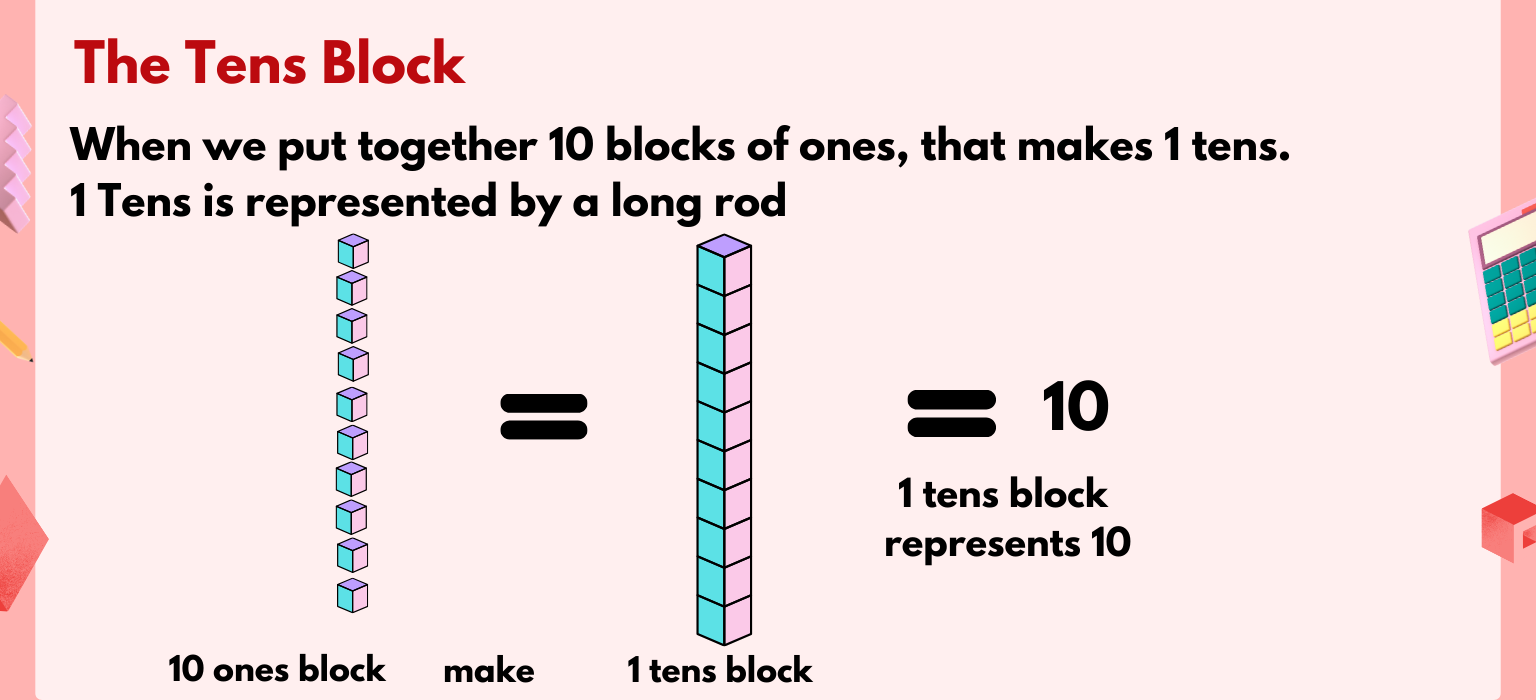 The Tens Block
When we put together 10 blocks of ones, that makes 1 tens.
1 Tens is represented by a long rod
= = 10
1 tens block
represents 10
10 ones block make 1 tens block